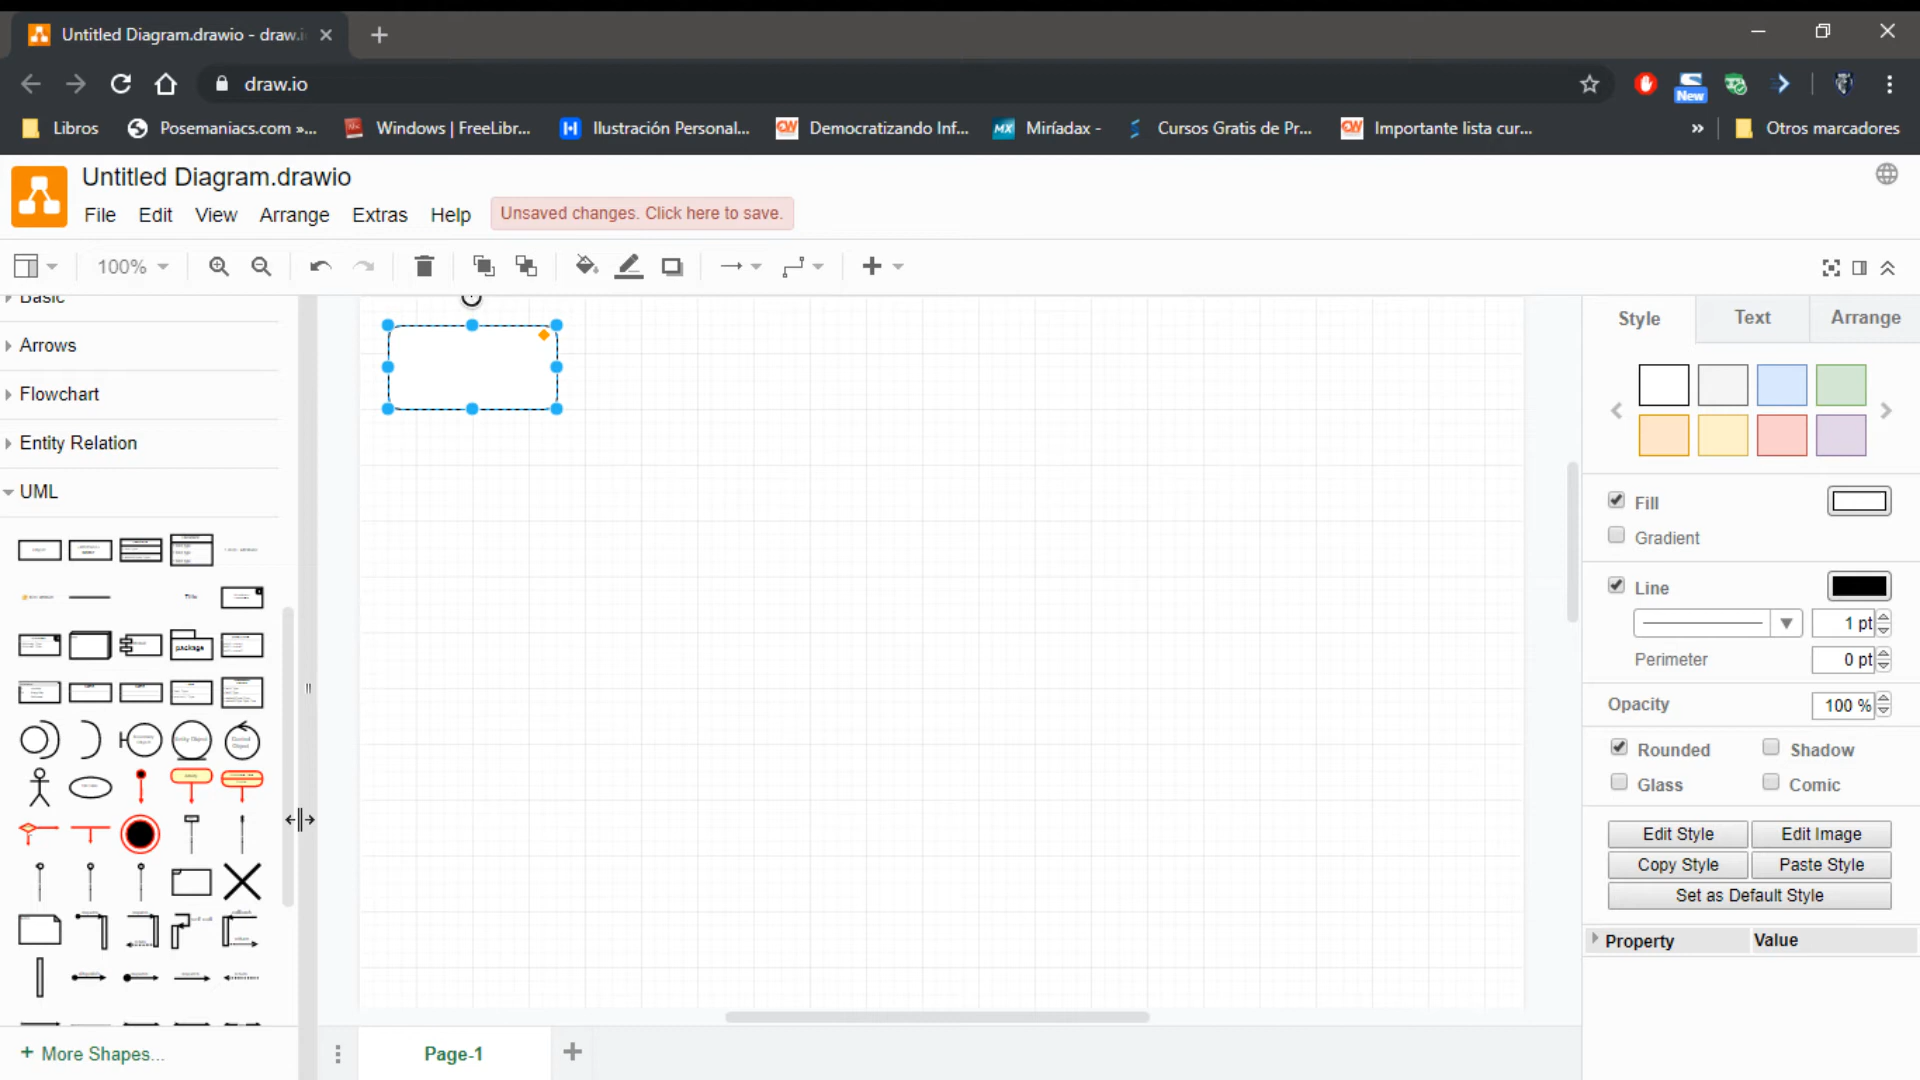 Untitled Diagram.drawio - draw.i
draw.io
New
Libros
Posemaniacs.com »...
Windows | FreeLibr...
Ilustración Personal...
Democratizando Inf...
Miríadax -
Cursos Gratis de Pr...
Importante lista cur...
»
Otros marcadores
Untitled Diagram.drawio
File Edit View Arrange Extras Help
Unsaved changes. Click here to save.
100%
Basic
Arrows
Flowchart
Entity Relation
UML
package
+ More Shapes...
Page-1
Style Text Arrange
Fill
Gradient
Line
1 pt
Perimeter 0 pt
Opacity 100 %
Rounded Shadow
Glass Comic
Edit Style Edit Image
Copy Style Paste Style
Set as Default Style
Property Value